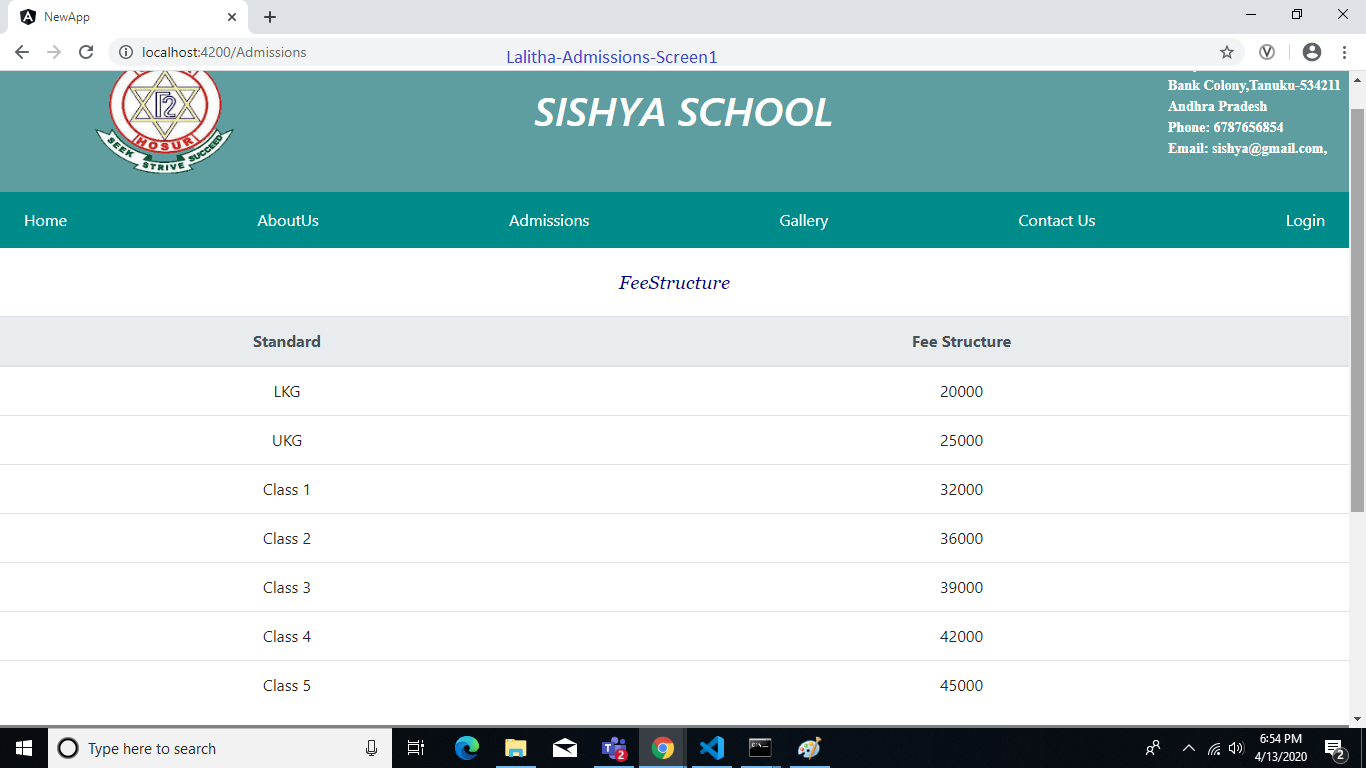 NewApp
localhost:4200/Admissions
Lalitha-Admissions-Screen1
HOSUR
SEEK STRIVE SUCCEED
SISHYA SCHOOL
Bank Colony,Tanuku-534211
Andhra Pradesh
Phone: 6787656854
Email: sishya@gmail.com,
Home AboutUs Admissions Gallery Contact Us Login
FeeStructure
Standard Fee Structure
LKG 20000
UKG 25000
Class 1 32000
Class 2 36000
Class 3 39000
Class 4 42000
Class 5 45000
Type here to search
2
6:54 PM
4/13/2020
2